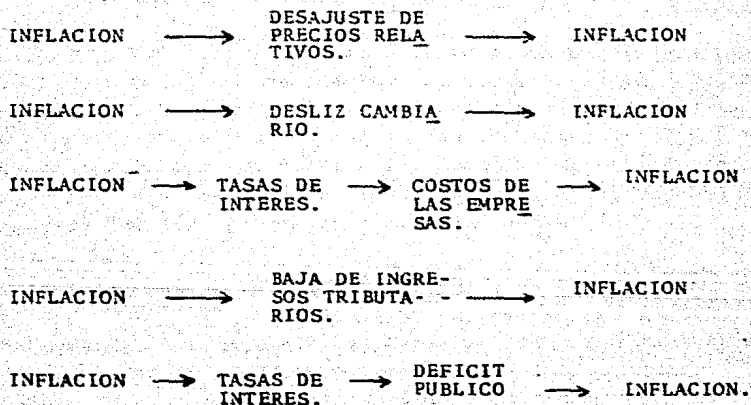 INFLACION → DESAJUSTE DE PRECIOS RELA TIVOS. → INFLACION
INFLACION → DESLIZ CAMBIA RIO. → INFLACION
INFLACION → TASAS DE INTERES. → COSTOS DE LAS EMPRE SAS. → INFLACION
INFLACION → BAJA DE INGRE- SOS TRIBUTA- - RIOS. → INFLACION
INFLACION → TASAS DE INTERES. → DEFICIT PUBLICO → INFLACION.